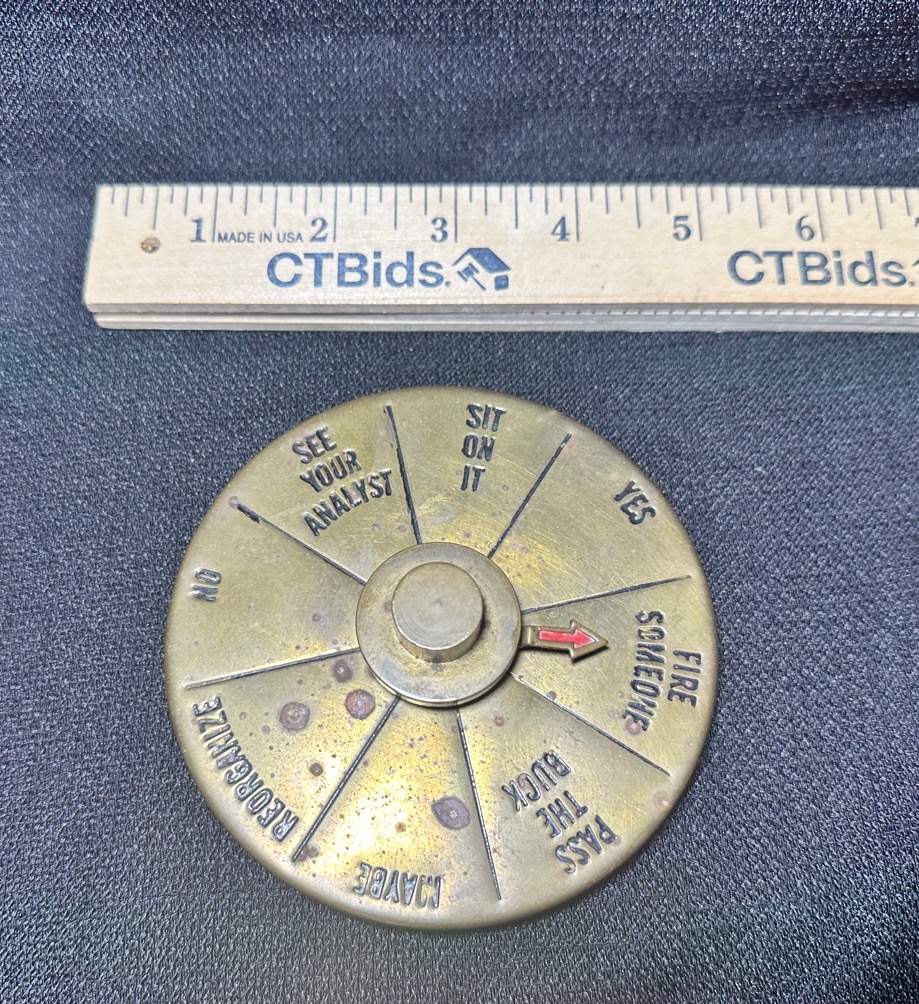 1 2 3 4 5 6
MADE IN USA
CTBids. CTBids.
SIT
ON
IT
YES
FIRE
SOMEONE
PASS
THE
BUCK
MAYBE
REORGANIZE
NO
SEE
YOUR
ANALYST